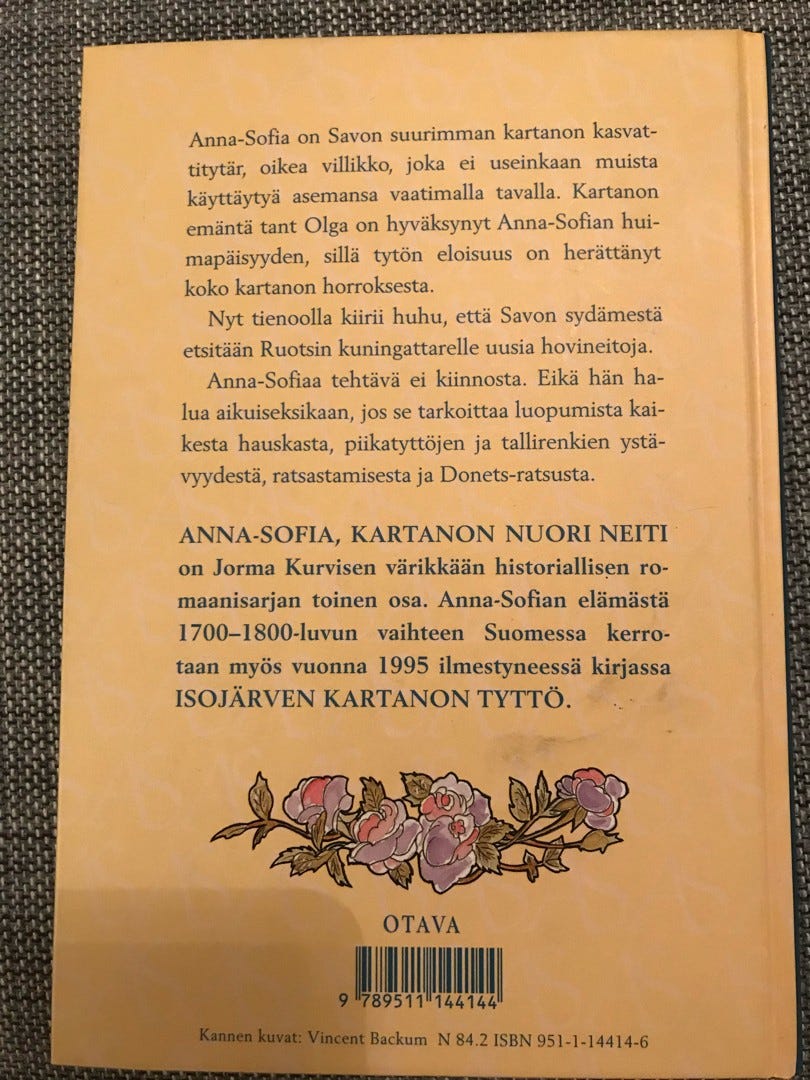 Anna-Sofia on Savon suurimman kartanon kasvat-
titytär, oikea villikko, joka ei useinkaan muista
käyttäytyä asemansa vaatimalla tavalla. Kartanon
emäntä tant Olga on hyväksynyt Anna-Sofian hui-
mapäisyyden, sillä tytön eloisuus on herättänyt
koko kartanon horroksesta.
Nyt tienoolla kiirii huhu, että Savon sydämestä
etsitään Ruotsin kuningattarelle uusia hovineitoja.
Anna-Sofiaa tehtävä ei kiinnosta. Eikä hän ha-
lua aikuiseksikaan, jos se tarkoittaa luopumista kai-
kesta hauskasta, piikatyttöjen ja tallirenkien ystä-
vyydestä, ratsastamisesta ja Donets-ratsusta.
ANNA-SOFIA, KARTANON NUORI NEITI
on Jorma Kurvisen värikkään historiallisen ro-
maanisarjan toinen osa. Anna-Sofian elämästä
1700–1800-luvun vaihteen Suomessa kerro-
taan myös vuonna 1995 ilmestyneessä kirjassa
ISOJÄRVEN KARTANON TYTTÖ.
OTAVA
9 789511 144144
Kannen kuvat: Vincent Backum N 84.2 ISBN 951-1-14414-6